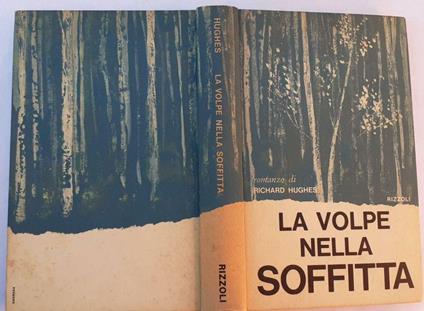 HUGHES
LA VOLPE NELLA SOFFITTA
RIZZOLI
romanzo di
RICHARD HUGHES
RIZZOLI
LA VOLPE
NELLA
SOFFITTA